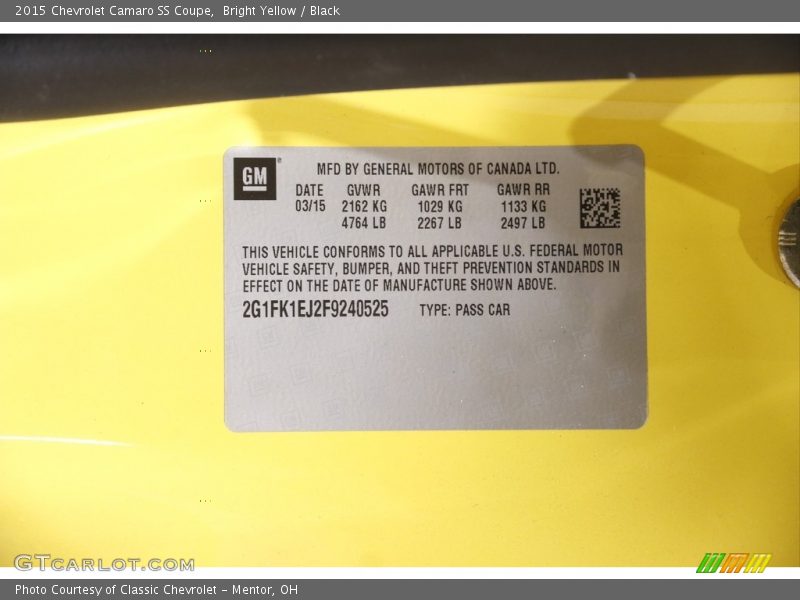 2015 Chevrolet Camaro SS Coupe,  Bright Yellow / Black
GM
MFD BY GENERAL MOTORS OF CANADA LTD.
DATE GVWR GAWR FRT GAWR RR
03/15 2162 KG 1029 KG 1133 KG
4764 LB 2267 LB 2497 LB
THIS VEHICLE CONFORMS TO ALL APPLICABLE U.S. FEDERAL MOTOR
VEHICLE SAFETY, BUMPER, AND THEFT PREVENTION STANDARDS IN
EFFECT ON THE DATE OF MANUFACTURE SHOWN ABOVE.
2G1FK1EJ2F9240525 TYPE: PASS CAR
GTCARLOT.COM
Photo Courtesy of Classic Chevrolet - Mentor, OH